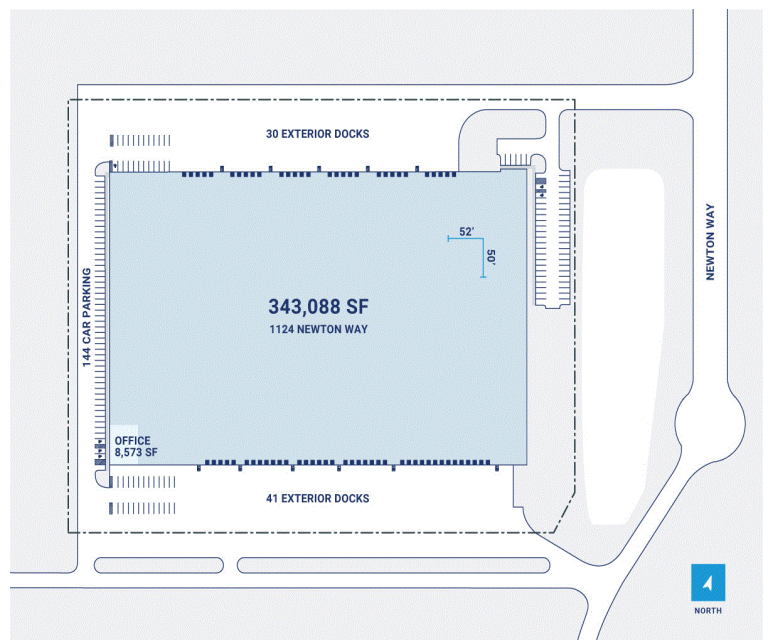 30 EXTERIOR DOCKS
52'
50'
NEWTON WAY
144 CAR PARKING
343,088 SF
1124 NEWTON WAY
OFFICE
8,573 SF
41 EXTERIOR DOCKS
NORTH